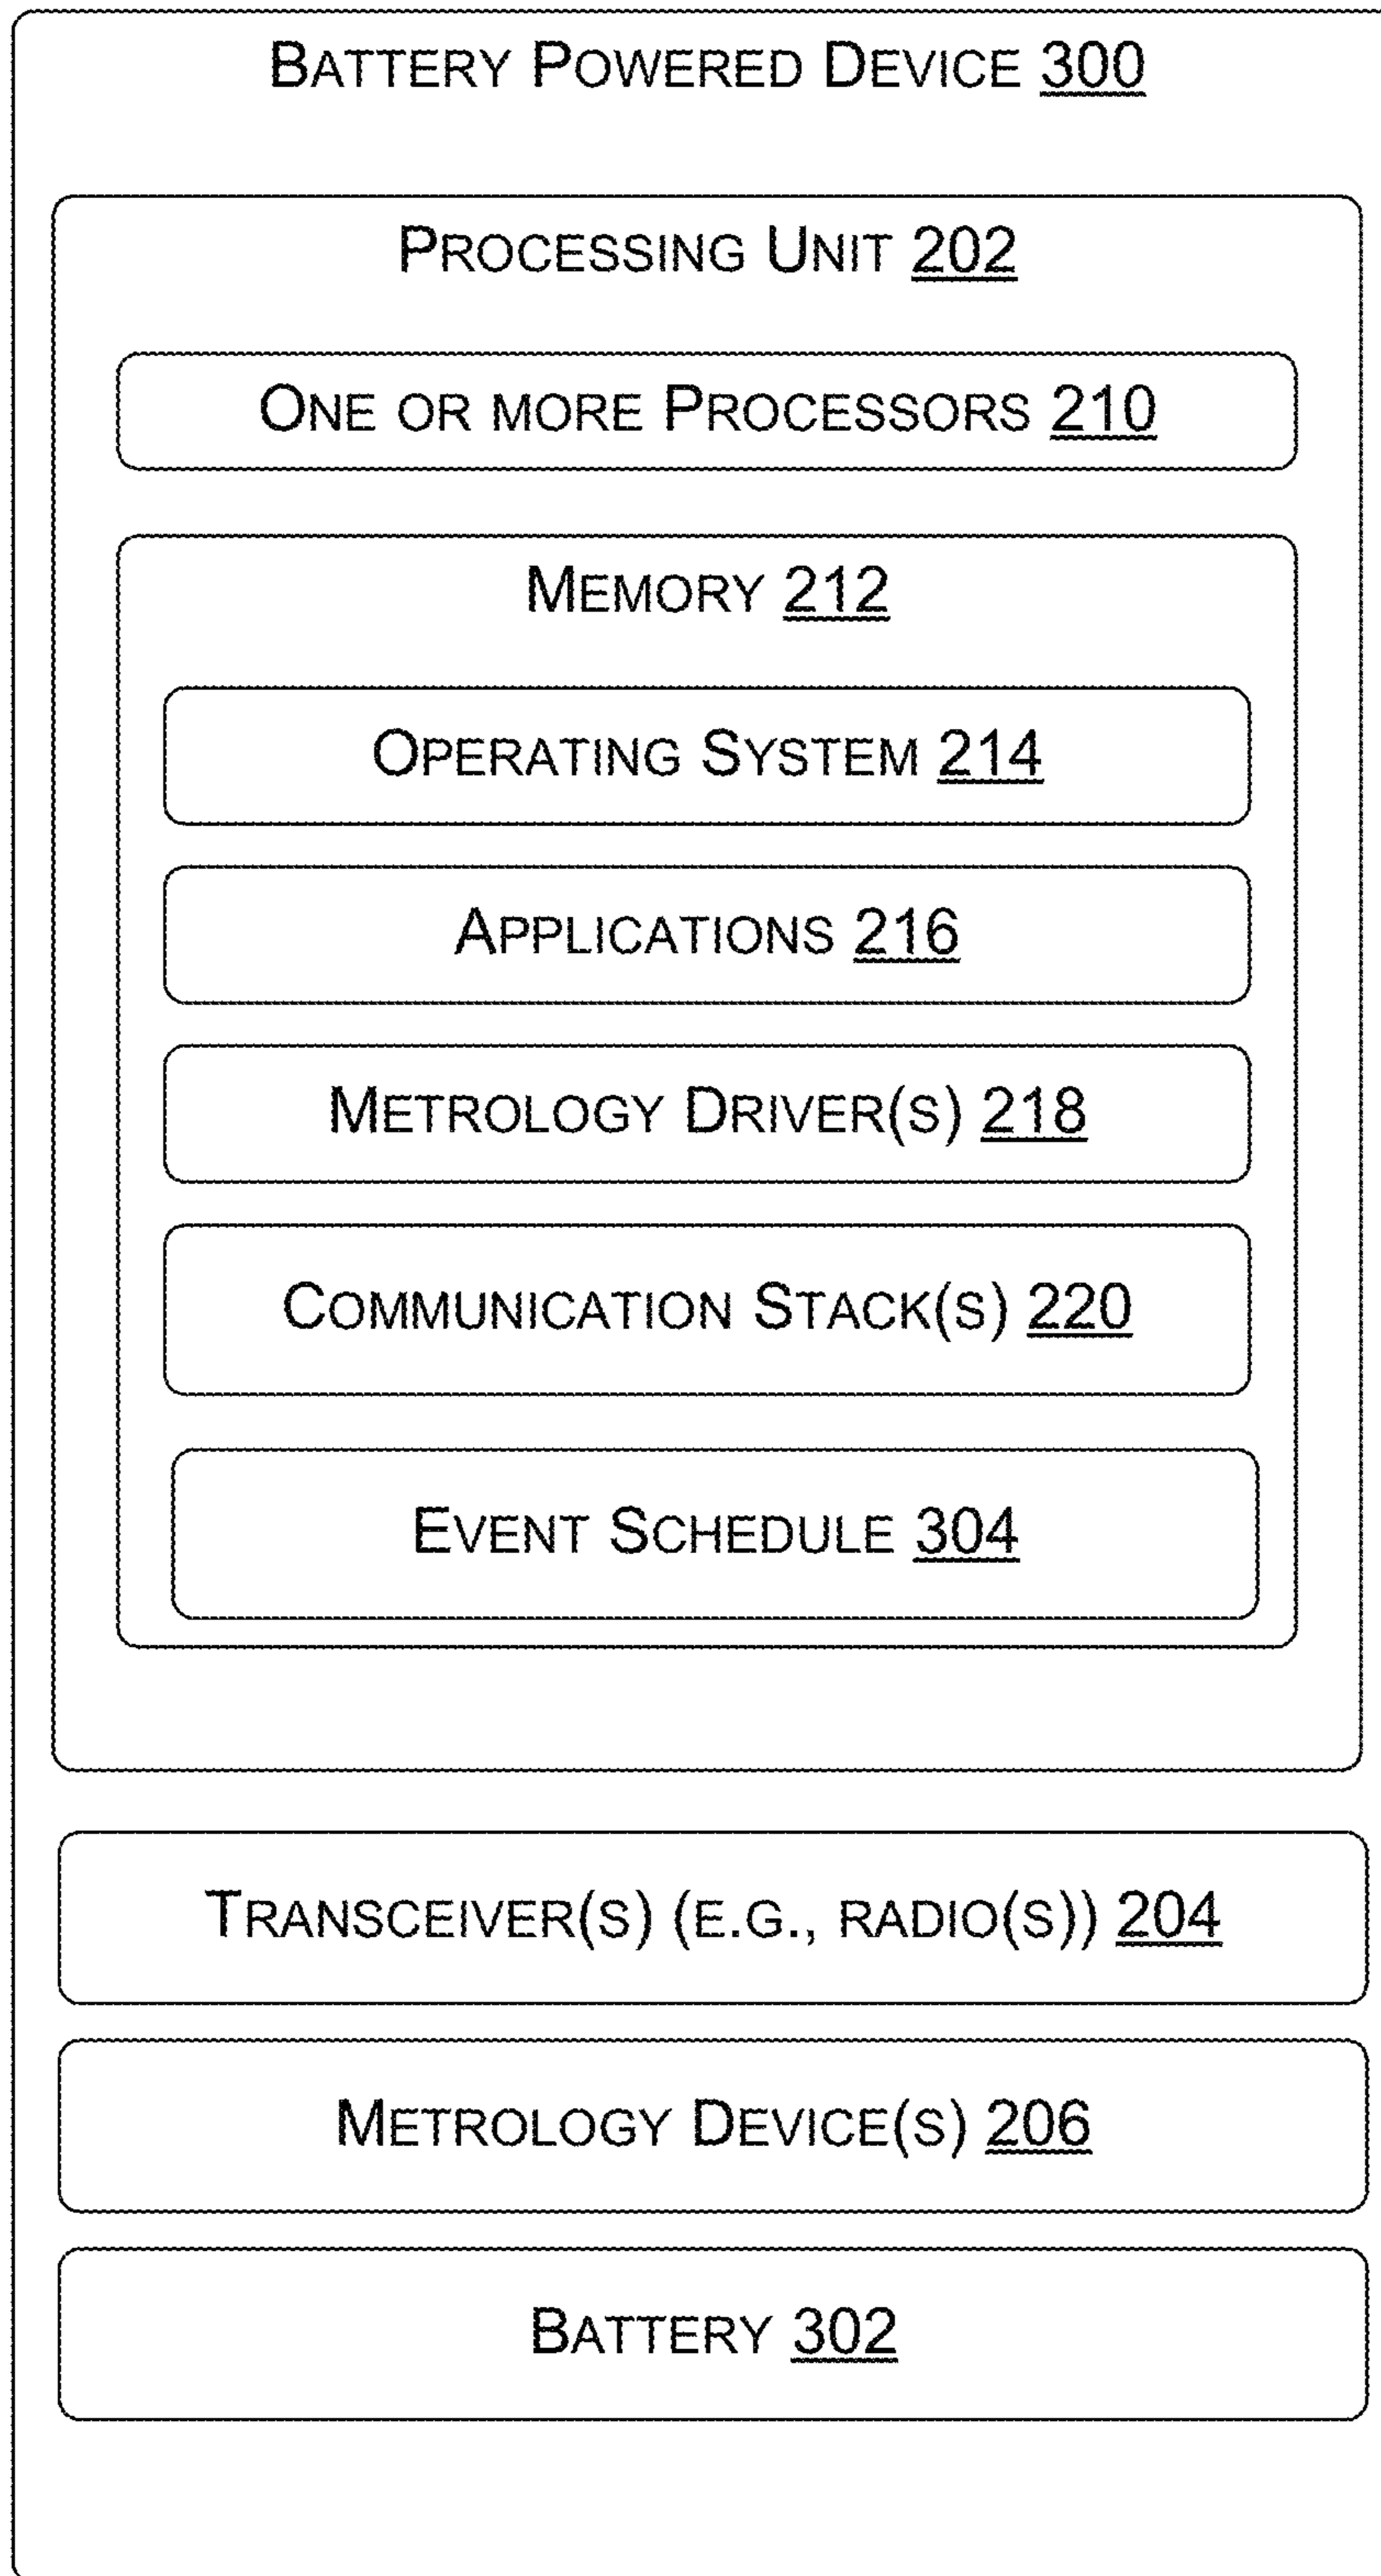 BATTERY POWERED DEVICE 300
PROCESSING UNIT 202
ONE OR MORE PROCESSORS 210
MEMORY 212
OPERATING SYSTEM 214
APPLICATIONS 216
METROLOGY DRIVER(S) 218
COMMUNICATION STACK(S) 220
EVENT SCHEDULE 304
TRANSCEIVER(S) (E.G., RADIO(S)) 204
METROLOGY DEVICE(S) 206
BATTERY 302